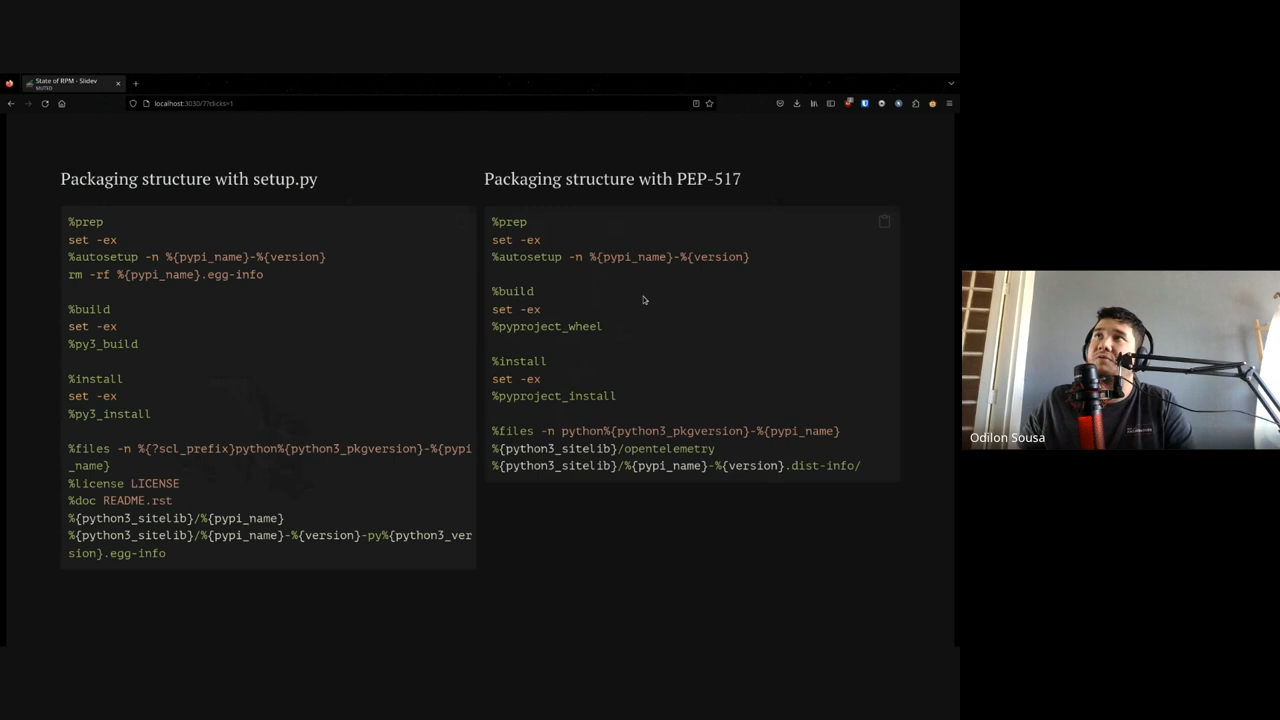 State of RPM - Slidev
MUTED
localhost:3030/7?clicks=1
Packaging structure with setup.py
%prep
set -ex
%autosetup -n %{pypi_name}-%{version}
rm -rf %{pypi_name}.egg-info
%build
set -ex
%py3_build
%install
set -ex
%py3_install
%files -n %{?scl_prefix}python%{python3_pkgversion}-%{pypi
_name}
%license LICENSE
%doc README.rst
%{python3_sitelib}/%{pypi_name}
%{python3_sitelib}/%{pypi_name}-%{version}-py%{python3_ver
sion}.egg-info
Packaging structure with PEP-517
%prep
set -ex
%autosetup -n %{pypi_name}-%{version}
%build
set -ex
%pyproject_wheel
%install
set -ex
%pyproject_install
%files -n python%{python3_pkgversion}-%{pypi_name}
%{python3_sitelib}/opentelemetry
%{python3_sitelib}/%{pypi_name}-%{version}.dist-info/
Odilon Sousa